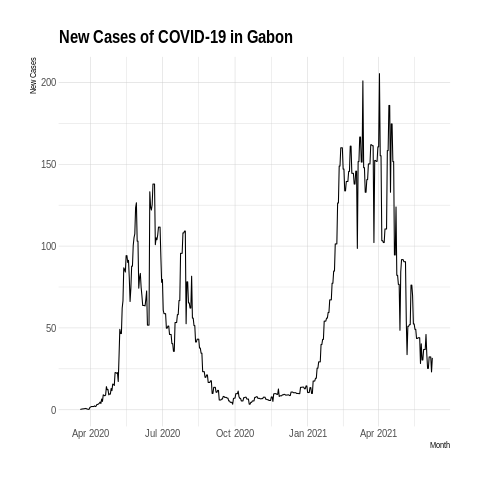 New Cases of COVID-19 in Gabon
New Cases
200
150
100
50
0
Apr 2020
Jul 2020
Oct 2020
Jan 2021
Apr 2021
Month